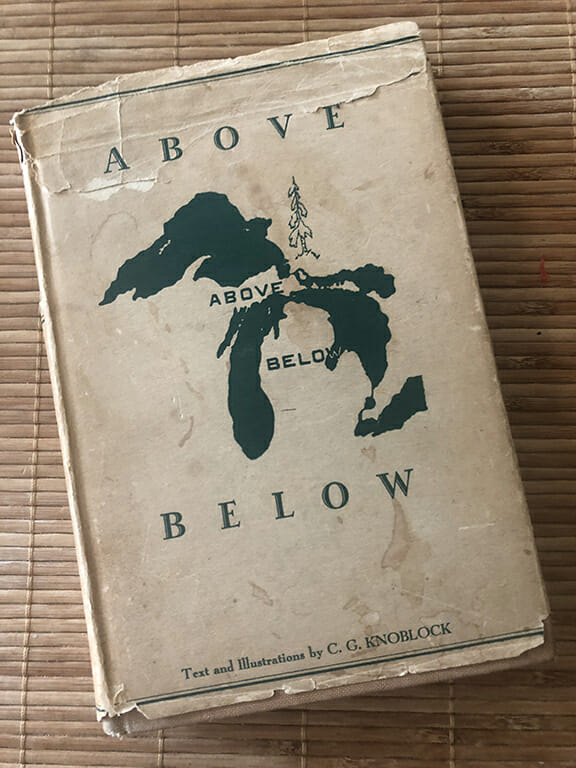 ABOVE
ABOVE
BELOW
BELOW
Text and Illustrations by C. G. KNOBLOCK